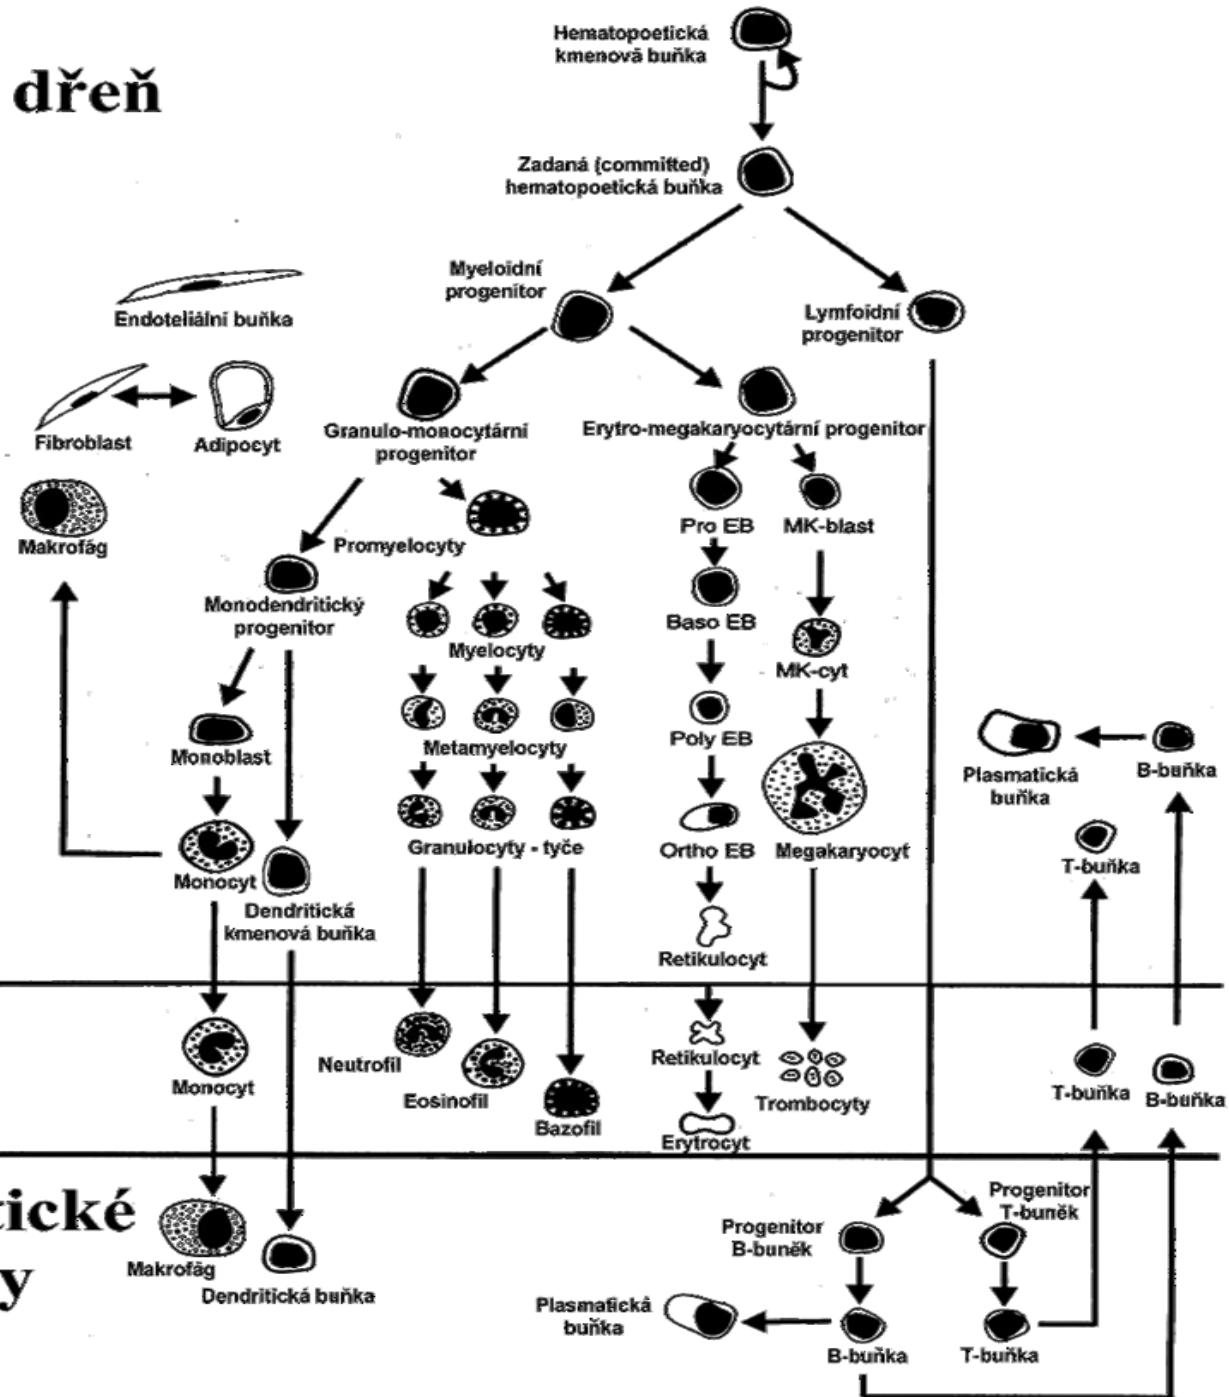 Hematopoetická
kmenová buňka
dřeň
Zadaná (committed)
hematopoetická buňka
Myeloidní
progenitor
Lymfoidní
progenitor
Endoteliální buňka
Fibroblast
Adipocyt
Granulo-monocytární
progenitor
Erytro-megakaryocytární progenitor
Makrofág
Promyelocyty
Pro EB
MK-blast
Monodendritický
progenitor
Baso EB
Myelocyty
MK-cyt
Metamyelocyty
Poly EB
Monoblast
Plasmatická
buňka
B-buňka
Granulocyty - tyče
Ortho EB
Megakaryocyt
T-buňka
Monocyt
Dendritická
kmenová buňka
Retikulocyt
Neutrofil
Retikulocyt
Monocyt
Eosinofil
Trombocyty
T-buňka
B-buňka
Bazofil
Erytrocyt
tické
y
Makrofág
Dendritická buňka
Progenitor
B-buněk
Progenitor
T-buněk
Plasmatická
buňka
B-buňka
T-buňka